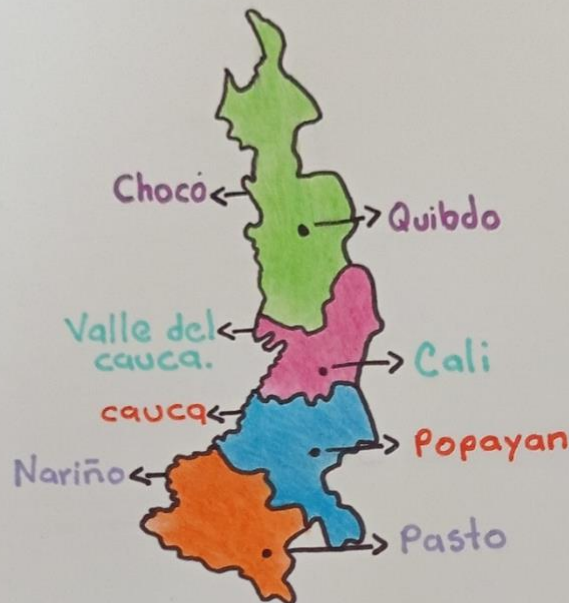 Chocó
Quibdo
Valle del
cauca.
Cali
cauca
Popayan
Nariño
Pasto